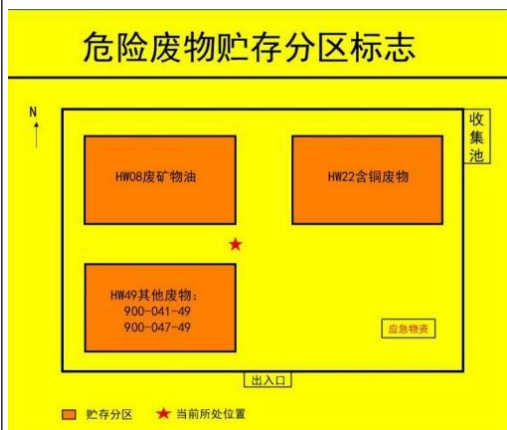 危险废物贮存分区标志
N
收集池
HW08废矿物油
HW22含铜废物
HW49其他废物：
900-041-49
900-047-49
应急物资
出入口
贮存分区
当前所处位置